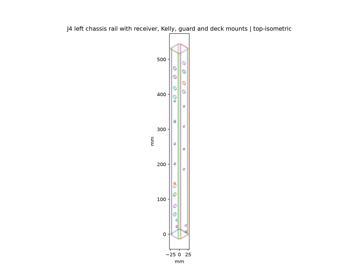 J4 left chassis rail with receiver, Kelly, guard and deck mounts | top-isometric
500
400
300
mm
200
100
0
−25 0 25
mm